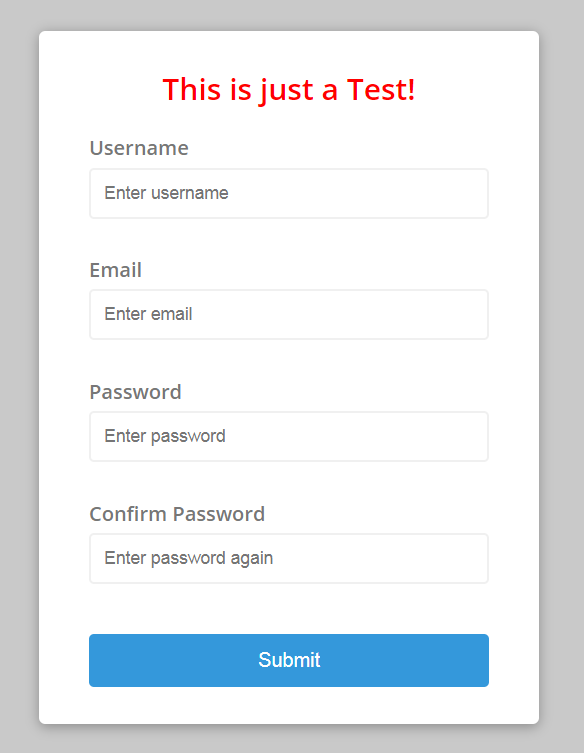 This is just a Test!
Username
Enter username
Email
Enter email
Password
Enter password
Confirm Password
Enter password again
Submit